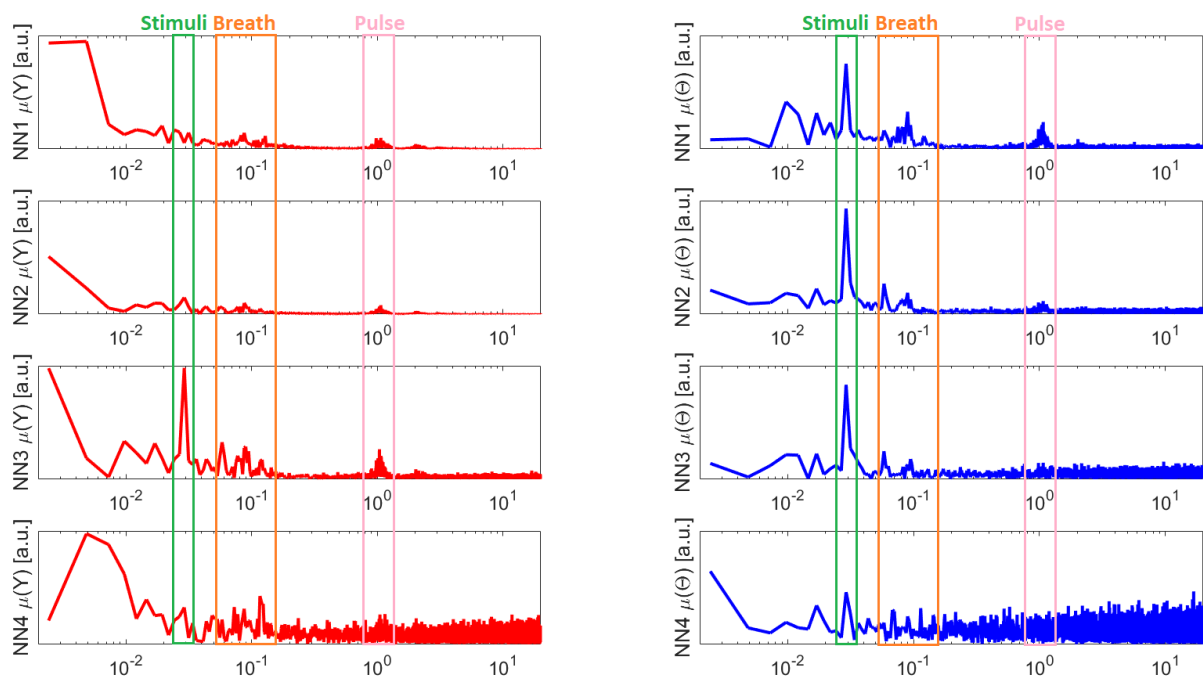 Stimuli Breath Pulse
NN1 μ(Y) [a.u.]
10⁻² 10⁻¹ 10⁰ 10¹
NN2 μ(Y) [a.u.]
10⁻² 10⁻¹ 10⁰ 10¹
NN3 μ(Y) [a.u.]
10⁻² 10⁻¹ 10⁰ 10¹
NN4 μ(Y) [a.u.]
10⁻² 10⁻¹ 10⁰ 10¹
Stimuli Breath Pulse
NN1 μ(Θ) [a.u.]
10⁻² 10⁻¹ 10⁰ 10¹
NN2 μ(Θ) [a.u.]
10⁻² 10⁻¹ 10⁰ 10¹
NN3 μ(Θ) [a.u.]
10⁻² 10⁻¹ 10⁰ 10¹
NN4 μ(Θ) [a.u.]
10⁻² 10⁻¹ 10⁰ 10¹